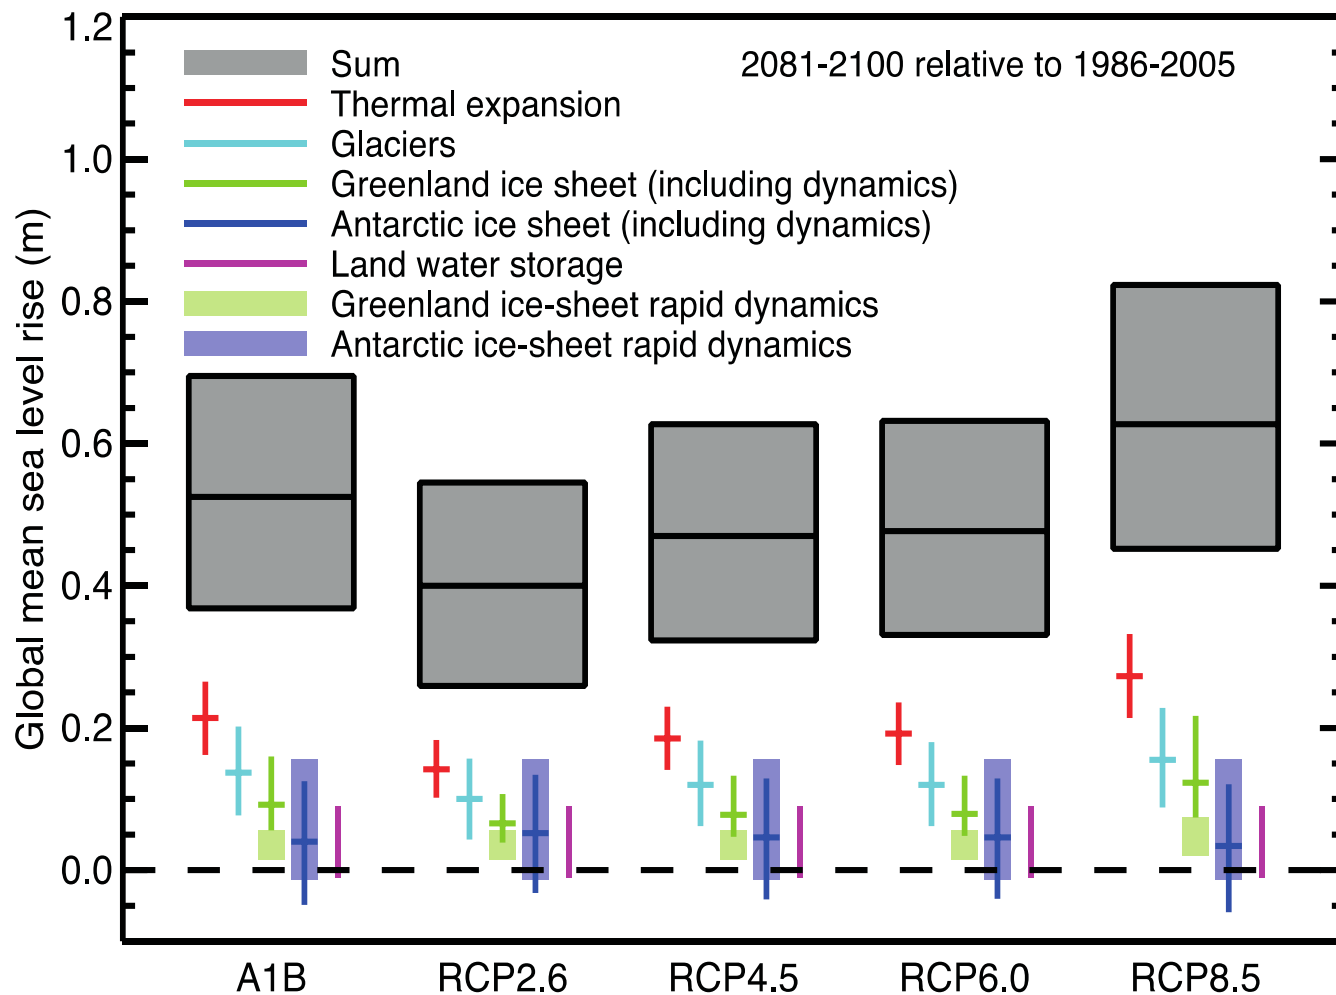 1.2
1.0
0.8
0.6
0.4
0.2
0.0
Global mean sea level rise (m)
2081-2100 relative to 1986-2005
Sum
Thermal expansion
Glaciers
Greenland ice sheet (including dynamics)
Antarctic ice sheet (including dynamics)
Land water storage
Greenland ice-sheet rapid dynamics
Antarctic ice-sheet rapid dynamics
A1B
RCP2.6
RCP4.5
RCP6.0
RCP8.5